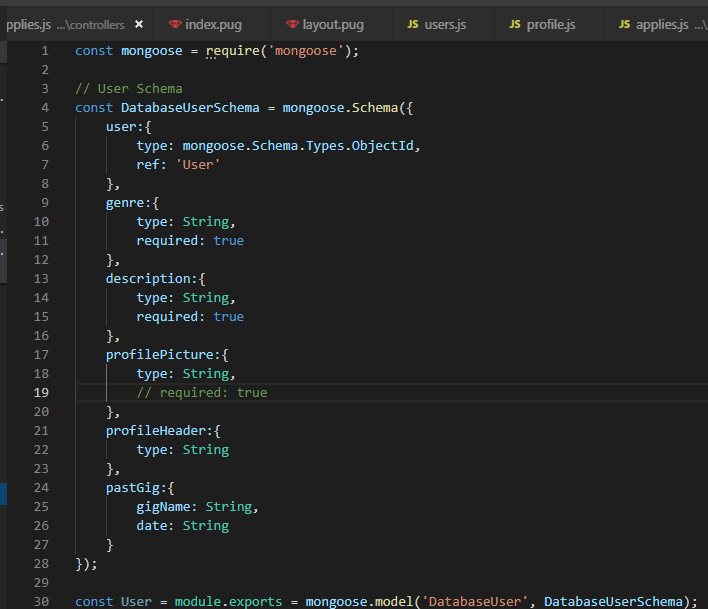 pplies.js ...\controllers × index.pug layout.pug JS users.js JS profile.js JS applies.js ...\
1 const mongoose = require('mongoose');
2
3 // User Schema
4 const DatabaseUserSchema = mongoose.Schema({
5 user:{
6 type: mongoose.Schema.Types.ObjectId,
7 ref: 'User'
8 },
9 genre:{
10 type: String,
11 required: true
12 },
13 description:{
14 type: String,
15 required: true
16 },
17 profilePicture:{
18 type: String,
19 // required: true
20 },
21 profileHeader:{
22 type: String
23 },
24 pastGig:{
25 gigName: String,
26 date: String
27 }
28 });
29
30 const User = module.exports = mongoose.model('DatabaseUser', DatabaseUserSchema);